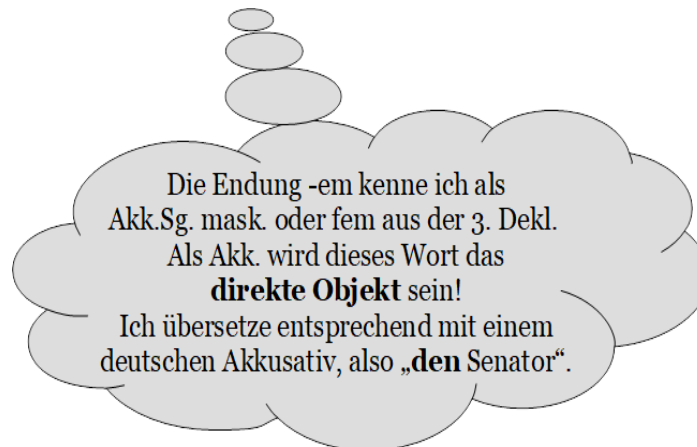 Die Endung -em kenne ich als
Akk.Sg. mask. oder fem aus der 3. Dekl.
Als Akk. wird dieses Wort das
direkte Objekt sein!
Ich übersetze entsprechend mit einem
deutschen Akkusativ, also „den Senator“.